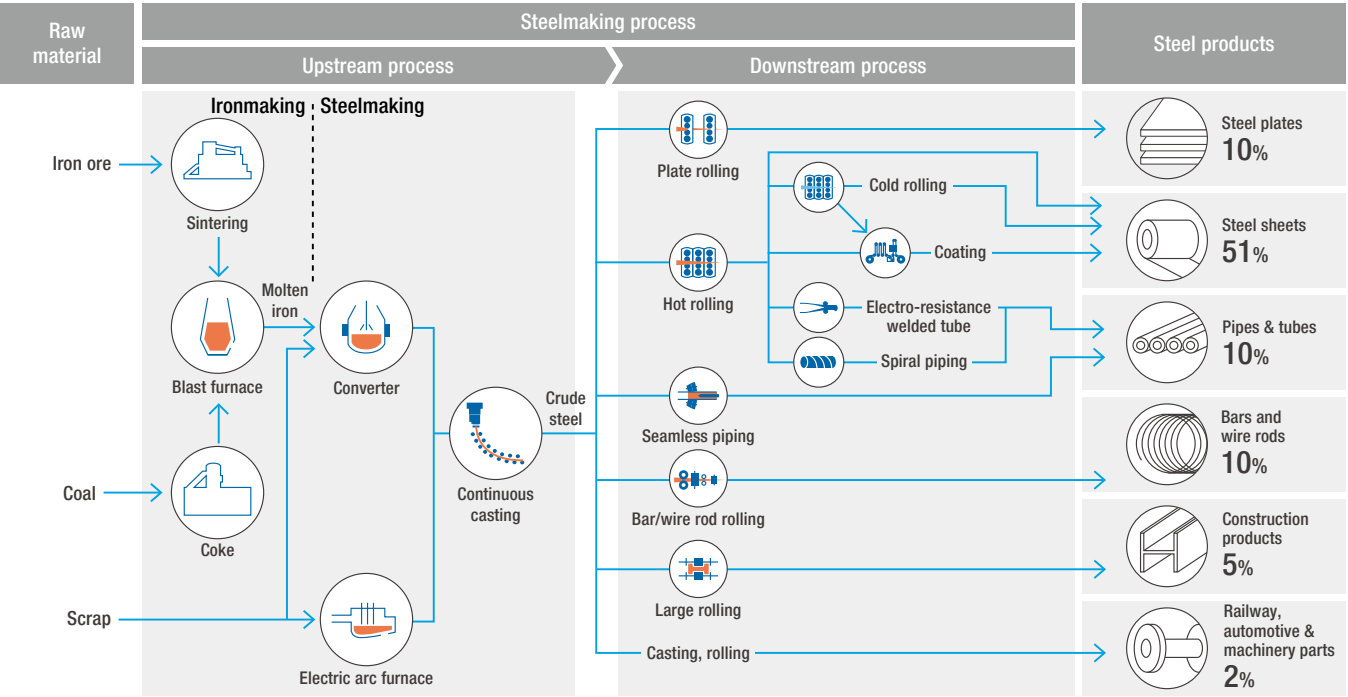 Raw
material
Steelmaking process
Steel products
Upstream process
Downstream process
Ironmaking
Steelmaking
Iron ore
Sintering
Molten
iron
Blast furnace
Converter
Coal
Coke
Scrap
Electric arc furnace
Continuous
casting
Crude
steel
Plate rolling
Cold rolling
Coating
Hot rolling
Electro-resistance
welded tube
Spiral piping
Seamless piping
Bar/wire rod rolling
Large rolling
Casting, rolling
Steel plates
10%
Steel sheets
51%
Pipes & tubes
10%
Bars and
wire rods
10%
Construction
products
5%
Railway,
automotive &
machinery parts
2%